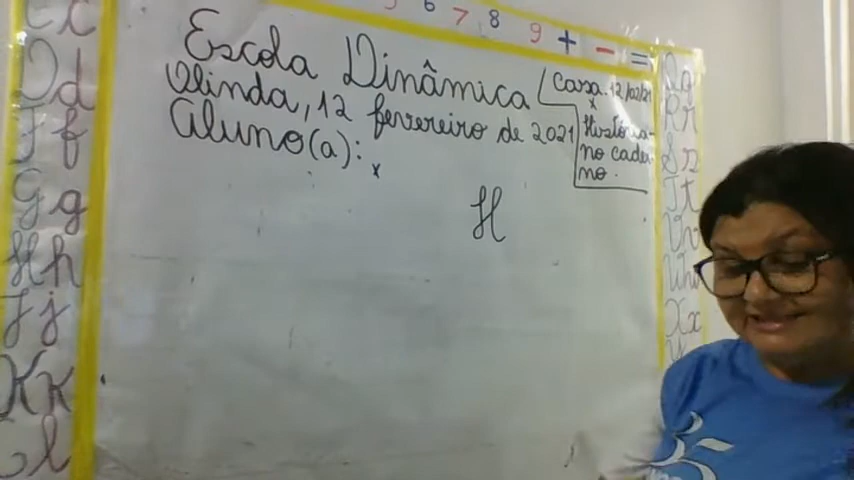 5 6 7 8 9 + - =
Escola Dinâmica
Olinda, 12 fevereiro de 2021
Aluno(a):
x
Casa. 12/02/21
x
História-
no cader
no.
H
C c
D d
F f
G g
H h
J j
K k
L l
Q q
R r
S s
T t
V v
W w
X x
Y